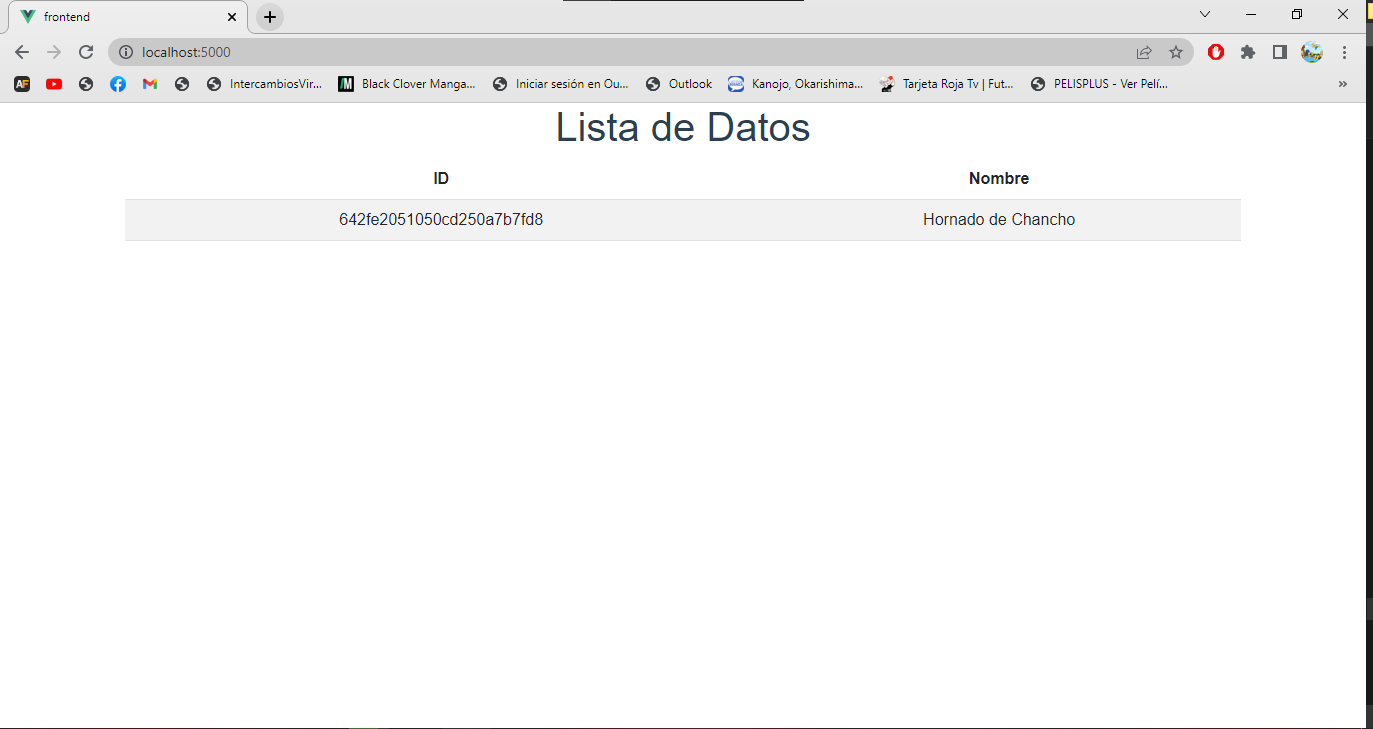 frontend
localhost:5000
AF IntercambiosVir... M Black Clover Manga... Iniciar sesión en Ou... Outlook Kanojo, Okarishima... Tarjeta Roja Tv | Fut... PELISPLUS - Ver Pelí... »
Lista de Datos
ID Nombre
642fe2051050cd250a7b7fd8 Hornado de Chancho